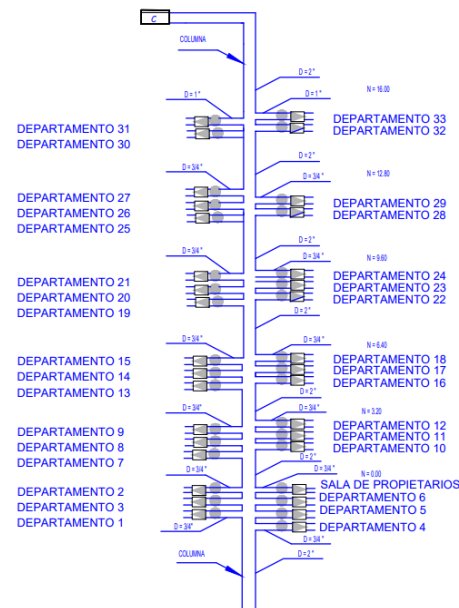 C
COLUMNA
D = 2"
D = 1"
D = 1"
N = 16.00
DEPARTAMENTO 31
DEPARTAMENTO 30
DEPARTAMENTO 33
DEPARTAMENTO 32
D = 2"
D = 3/4"
D = 3/4"
N = 12.80
DEPARTAMENTO 27
DEPARTAMENTO 26
DEPARTAMENTO 25
DEPARTAMENTO 29
DEPARTAMENTO 28
D = 2"
D = 3/4"
D = 3/4"
N = 9.60
DEPARTAMENTO 21
DEPARTAMENTO 20
DEPARTAMENTO 19
DEPARTAMENTO 24
DEPARTAMENTO 23
DEPARTAMENTO 22
D = 2"
D = 3/4"
D = 3/4"
N = 6.40
DEPARTAMENTO 15
DEPARTAMENTO 14
DEPARTAMENTO 13
DEPARTAMENTO 18
DEPARTAMENTO 17
DEPARTAMENTO 16
D = 2"
D = 3/4"
D = 3/4"
N = 3.20
DEPARTAMENTO 9
DEPARTAMENTO 8
DEPARTAMENTO 7
DEPARTAMENTO 12
DEPARTAMENTO 11
DEPARTAMENTO 10
D = 2"
D = 3/4"
D = 3/4"
N = 0.00
DEPARTAMENTO 2
DEPARTAMENTO 3
DEPARTAMENTO 1
SALA DE PROPIETARIOS
DEPARTAMENTO 6
DEPARTAMENTO 5
DEPARTAMENTO 4
D = 3/4"
D = 3/4"
COLUMNA
D = 2"